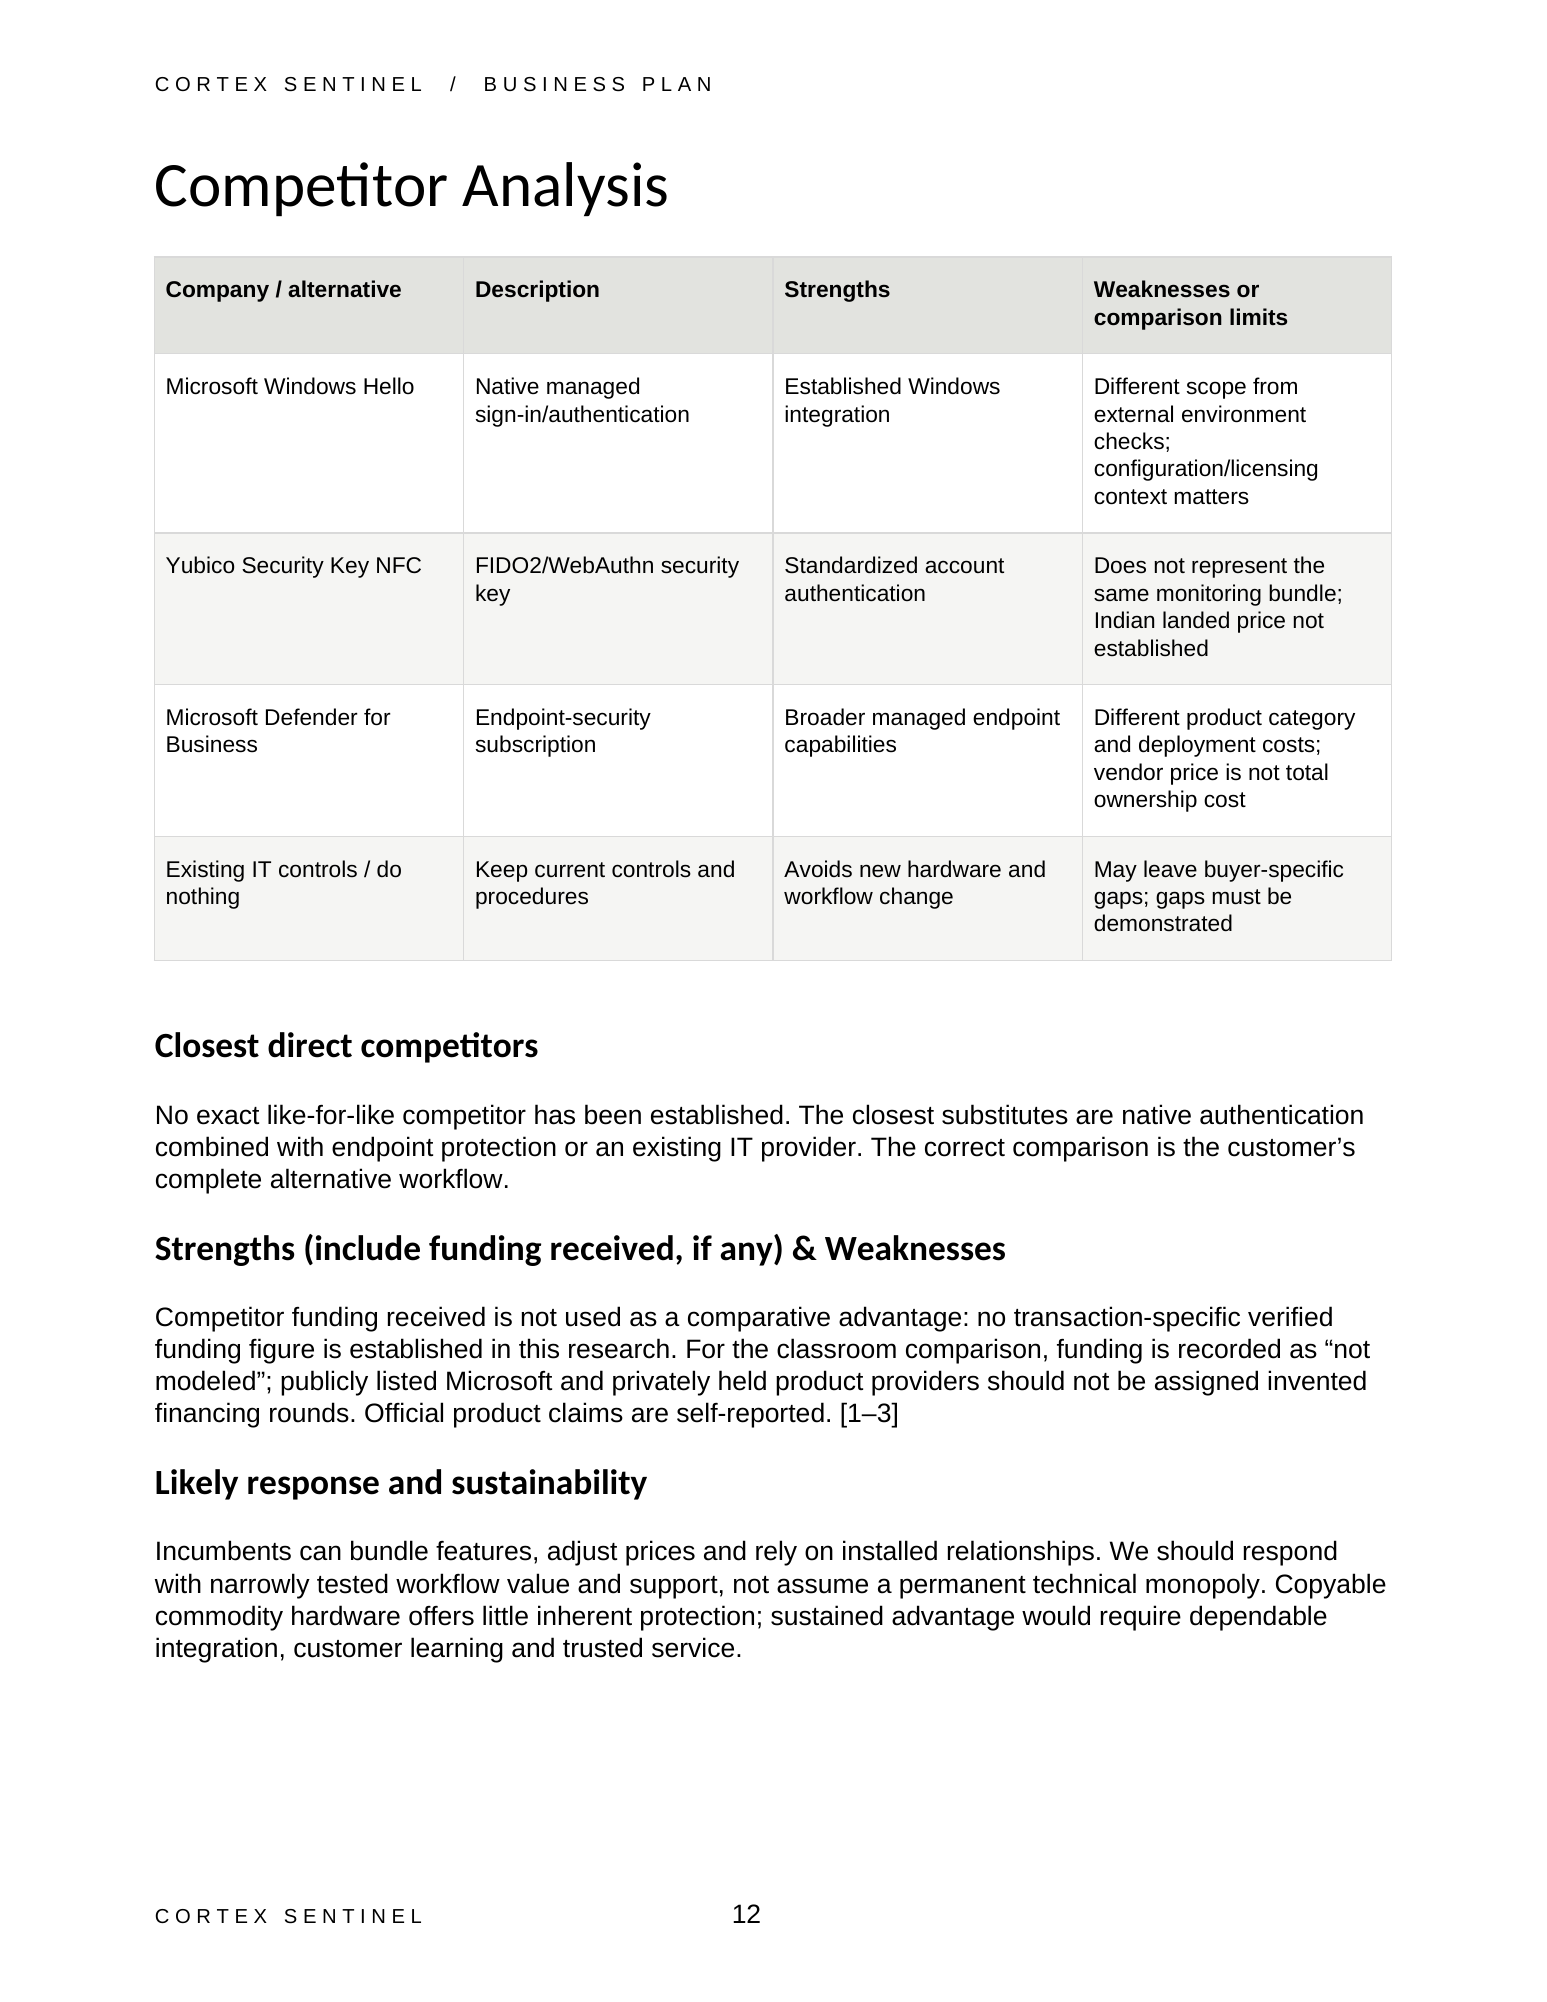 CORTEX SENTINEL / BUSINESS PLAN
Competitor Analysis
Company / alternative
Description
Strengths
Weaknesses or
comparison limits
Microsoft Windows Hello
Native managed
sign-in/authentication
Established Windows
integration
Different scope from
external environment
checks;
configuration/licensing
context matters
Yubico Security Key NFC
FIDO2/WebAuthn security
key
Standardized account
authentication
Does not represent the
same monitoring bundle;
Indian landed price not
established
Microsoft Defender for
Business
Endpoint-security
subscription
Broader managed endpoint
capabilities
Different product category
and deployment costs;
vendor price is not total
ownership cost
Existing IT controls / do
nothing
Keep current controls and
procedures
Avoids new hardware and
workflow change
May leave buyer-specific
gaps; gaps must be
demonstrated
Closest direct competitors
No exact like-for-like competitor has been established. The closest substitutes are native authentication
combined with endpoint protection or an existing IT provider. The correct comparison is the customer’s
complete alternative workflow.
Strengths (include funding received, if any) & Weaknesses
Competitor funding received is not used as a comparative advantage: no transaction-specific verified
funding figure is established in this research. For the classroom comparison, funding is recorded as “not
modeled”; publicly listed Microsoft and privately held product providers should not be assigned invented
financing rounds. Official product claims are self-reported. [1–3]
Likely response and sustainability
Incumbents can bundle features, adjust prices and rely on installed relationships. We should respond
with narrowly tested workflow value and support, not assume a permanent technical monopoly. Copyable
commodity hardware offers little inherent protection; sustained advantage would require dependable
integration, customer learning and trusted service.
CORTEX SENTINEL
12